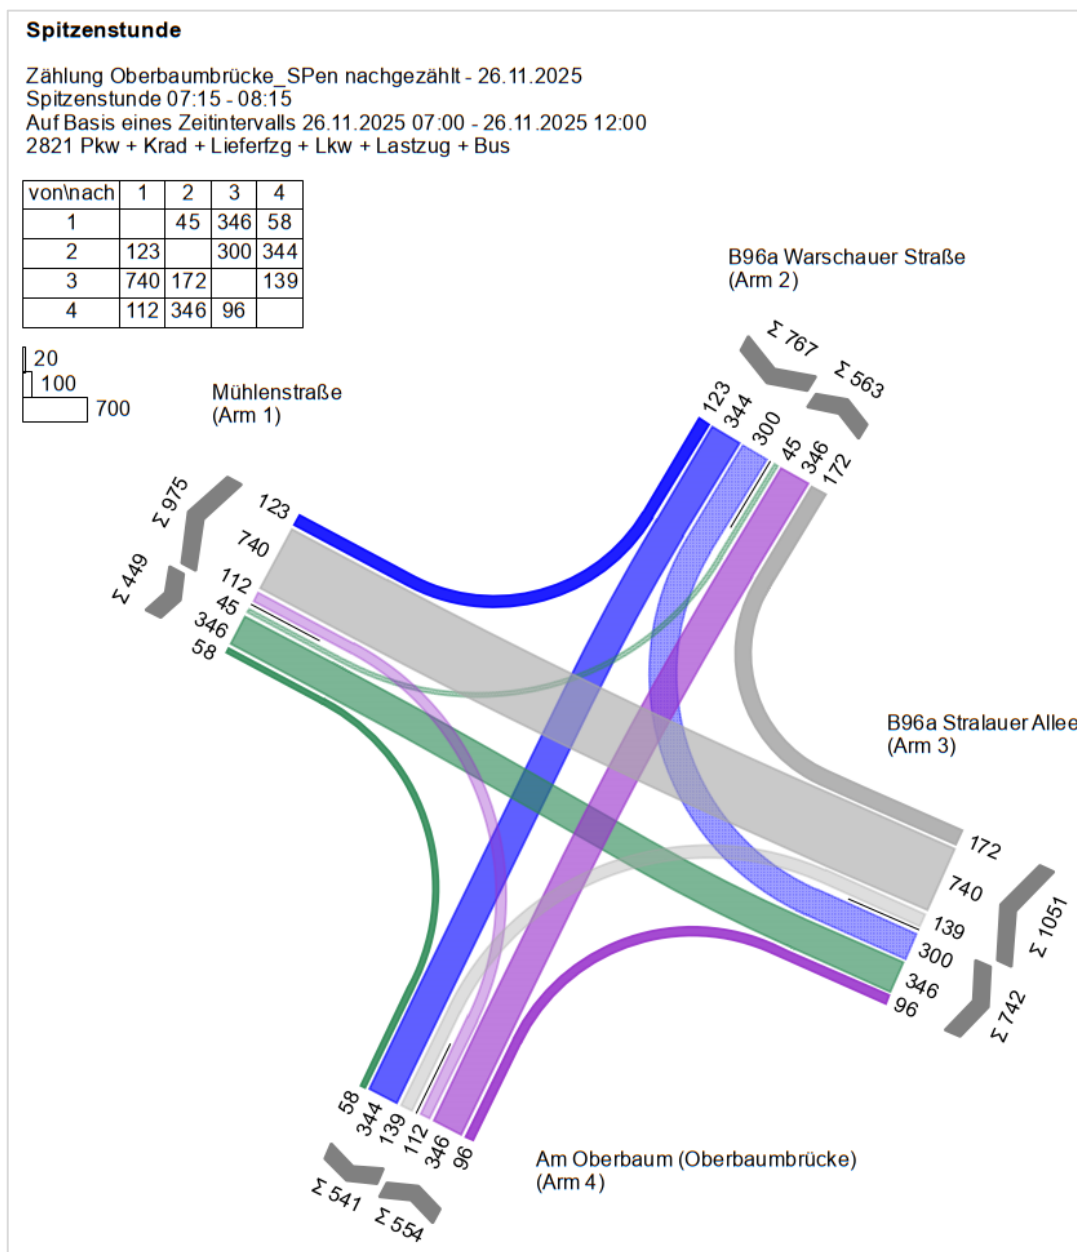 Spitzenstunde
Zählung Oberbaumbrücke_SPen nachgezählt - 26.11.2025
Spitzenstunde 07:15 - 08:15
Auf Basis eines Zeitintervalls 26.11.2025 07:00 - 26.11.2025 12:00
2821 Pkw + Krad + Lieferfzg + Lkw + Lastzug + Bus
von\nach 1 2 3 4
1 45 346 58
2 123 300 344
3 740 172 139
4 112 346 96
20
100
700
Mühlenstraße
(Arm 1)
B96a Warschauer Straße
(Arm 2)
Σ 767
Σ 563
123
344
300
45
346
172
Σ 975
Σ 449
123
740
112
45
346
58
B96a Stralauer Allee
(Arm 3)
172
740
139
300
346
96
Σ 1051
Σ 742
58
344
139
112
346
96
Σ 541
Σ 554
Am Oberbaum (Oberbaumbrücke)
(Arm 4)